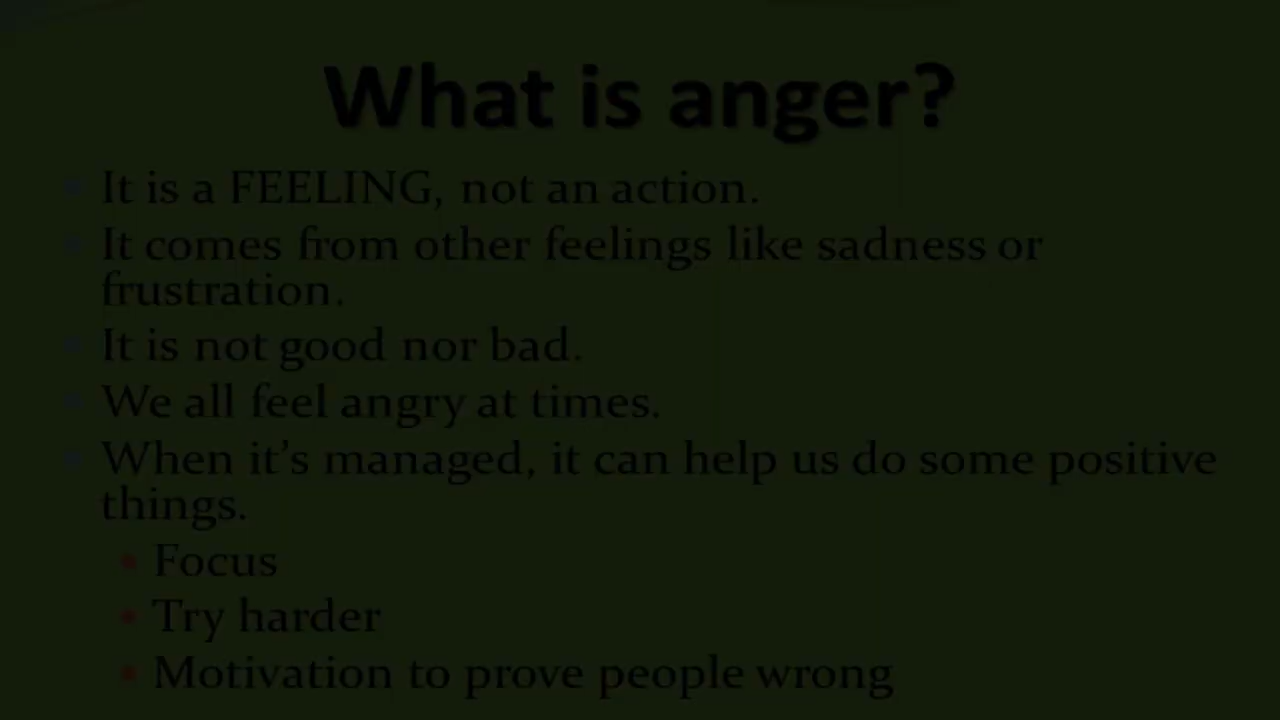 What is anger?
It is a FEELING, not an action.
It comes from other feelings like sadness or
frustration.
It is not good nor bad.
We all feel angry at times.
When it’s managed, it can help us do some positive
things.
• Focus
• Try harder
• Motivation to prove people wrong